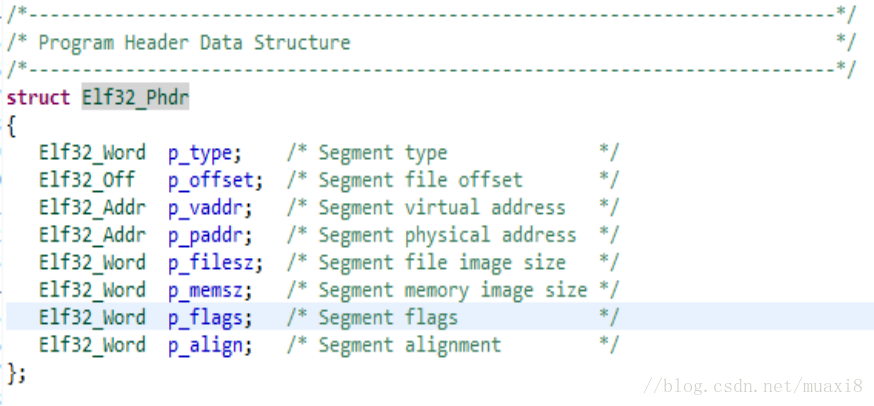 /*---------------------------------------------------------------------------*/
/* Program Header Data Structure                                             */
/*---------------------------------------------------------------------------*/
struct Elf32_Phdr
{
   Elf32_Word  p_type;    /* Segment type              */
   Elf32_Off   p_offset;  /* Segment file offset       */
   Elf32_Addr  p_vaddr;   /* Segment virtual address   */
   Elf32_Addr  p_paddr;   /* Segment physical address  */
   Elf32_Word  p_filesz;  /* Segment file image size   */
   Elf32_Word  p_memsz;   /* Segment memory image size */
   Elf32_Word  p_flags;   /* Segment flags             */
   Elf32_Word  p_align;   /* Segment alignment         */
};
//blog.csdn.net/muaxi8